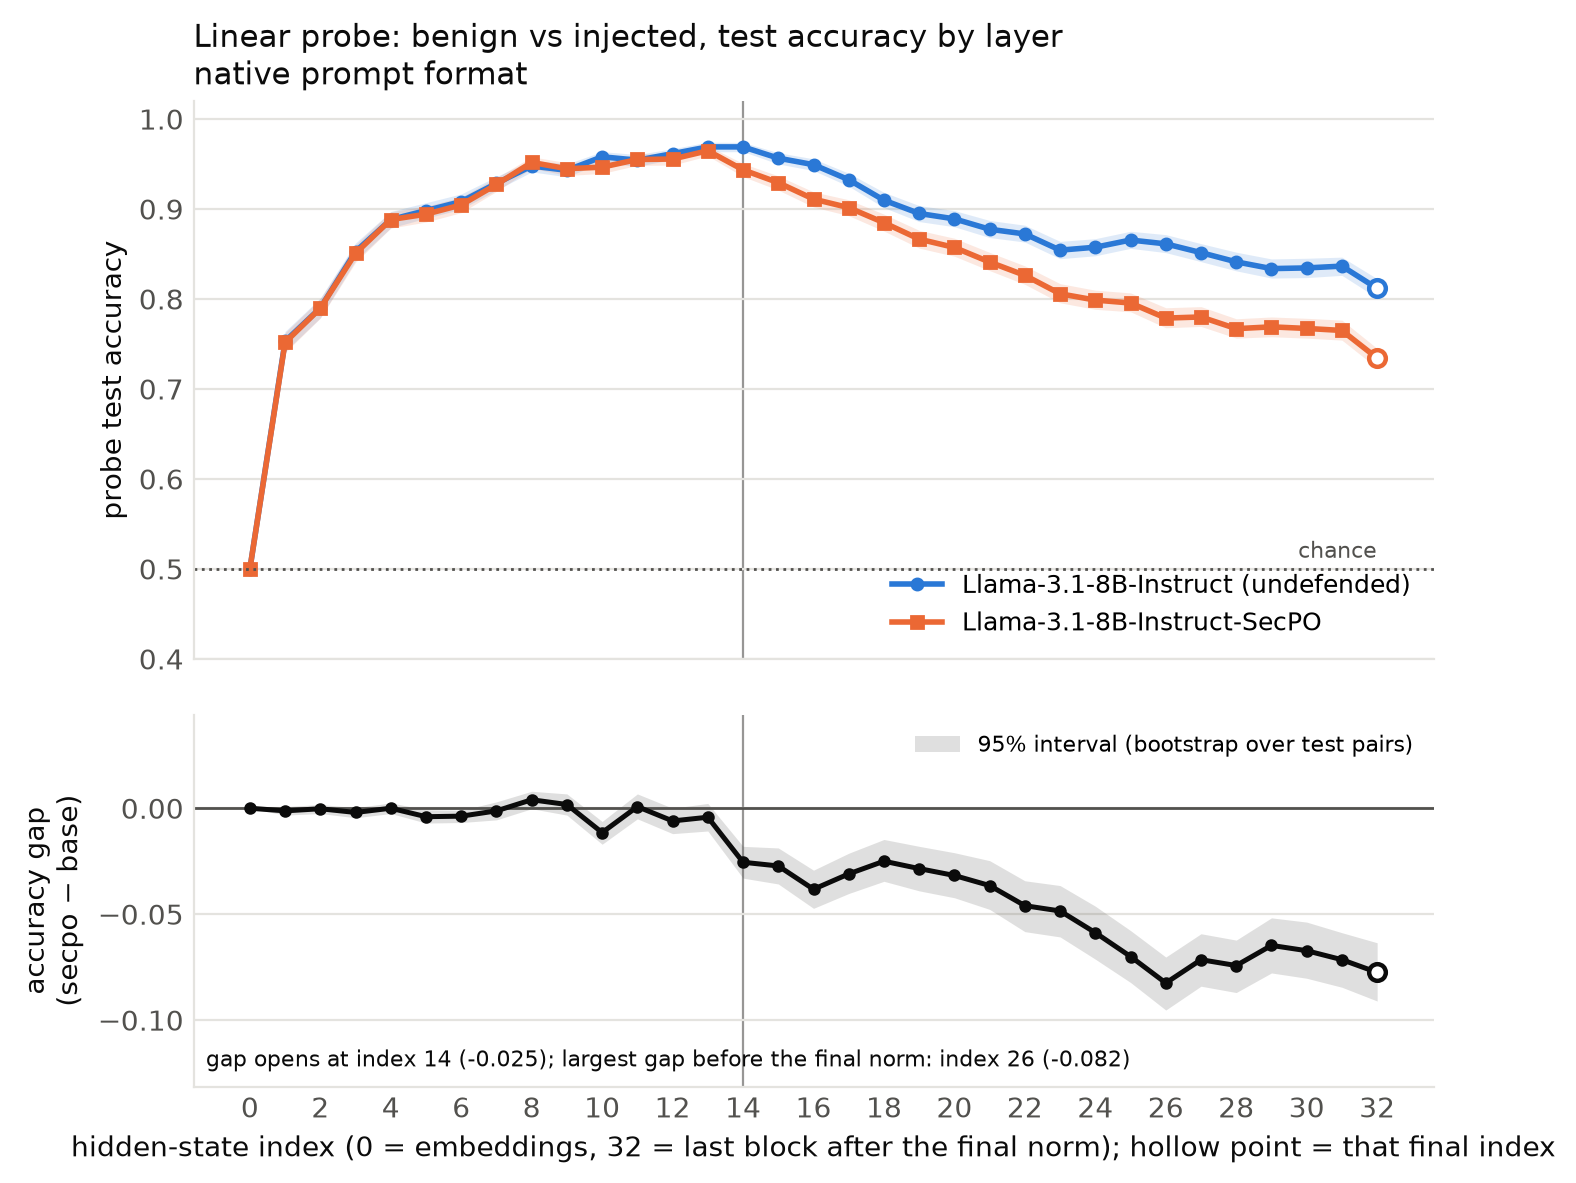 Linear probe: benign vs injected, test accuracy by layer
native prompt format
probe test accuracy
1.0
0.9
0.8
0.7
0.6
0.5
0.4
chance
Llama-3.1-8B-Instruct (undefended)
Llama-3.1-8B-Instruct-SecPO
accuracy gap
(secpo − base)
0.00
−0.05
−0.10
95% interval (bootstrap over test pairs)
gap opens at index 14 (-0.025); largest gap before the final norm: index 26 (-0.082)
0 2 4 6 8 10 12 14 16 18 20 22 24 26 28 30 32
hidden-state index (0 = embeddings, 32 = last block after the final norm); hollow point = that final index